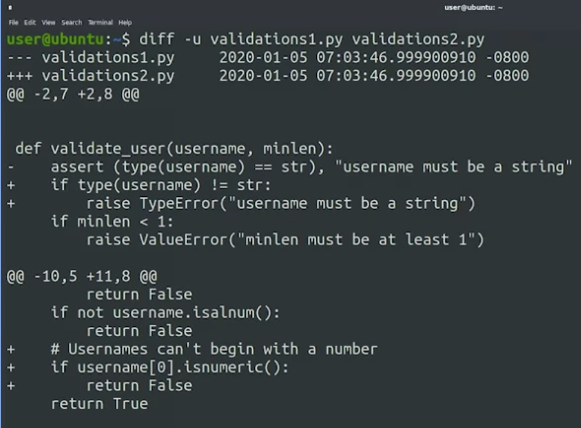 user@ubuntu: ~
File Edit View Search Terminal Help
user@ubuntu:~$ diff -u validations1.py validations2.py
--- validations1.py     2020-01-05 07:03:46.999900910 -0800
+++ validations2.py     2020-01-05 07:03:46.999900910 -0800
@@ -2,7 +2,8 @@
 def validate_user(username, minlen):
-    assert (type(username) == str), "username must be a string"
+    if type(username) != str:
+        raise TypeError("username must be a string")
     if minlen < 1:
         raise ValueError("minlen must be at least 1")
@@ -10,5 +11,8 @@
         return False
     if not username.isalnum():
         return False
+    # Usernames can't begin with a number
+    if username[0].isnumeric():
+        return False
     return True